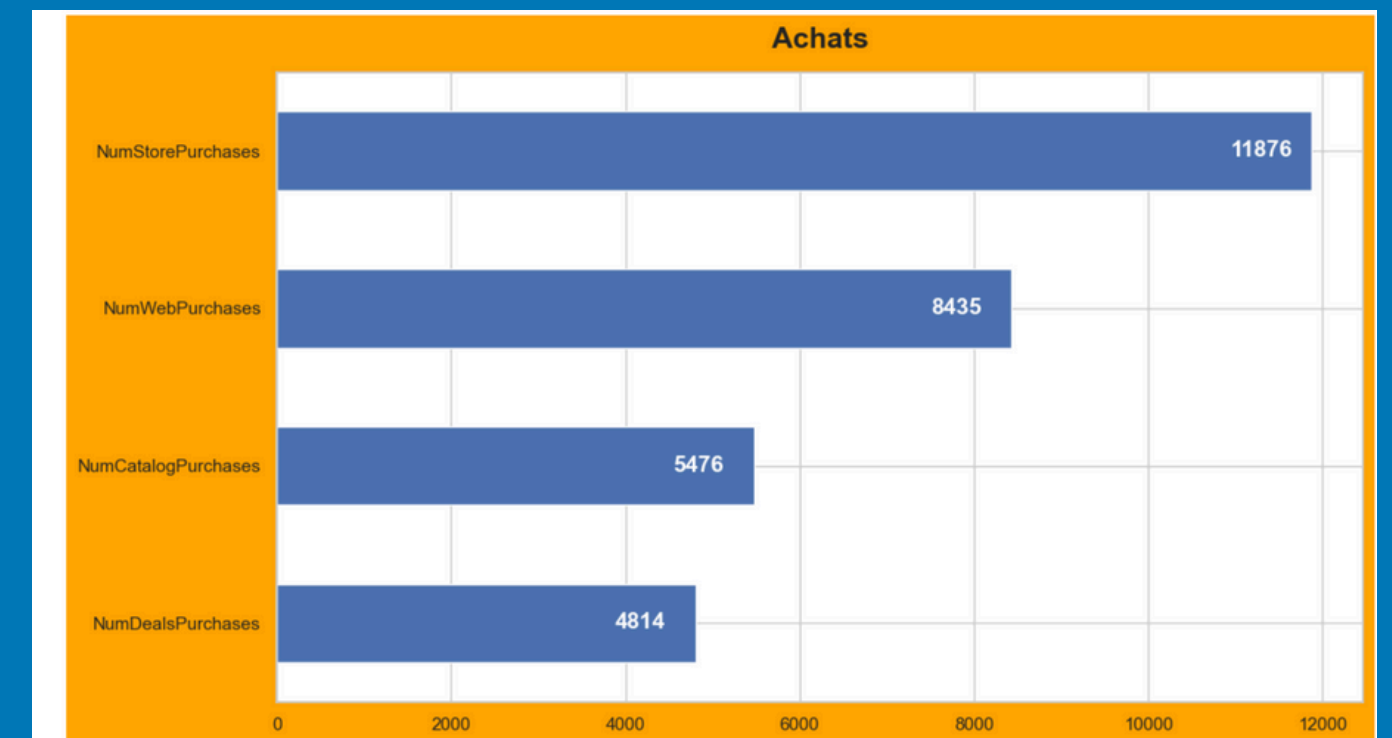 Achats
NumStorePurchases
11876
NumWebPurchases
8435
NumCatalogPurchases
5476
NumDealsPurchases
4814
0 2000 4000 6000 8000 10000 12000